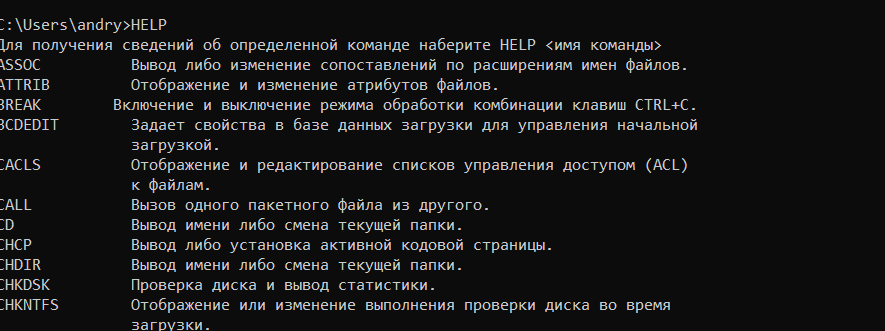 C:\Users\andry>HELP
Для получения сведений об определенной команде наберите HELP <имя команды>
ASSOC          Вывод либо изменение сопоставлений по расширениям имен файлов.
ATTRIB         Отображение и изменение атрибутов файлов.
BREAK        Включение и выключение режима обработки комбинации клавиш CTRL+C.
BCDEDIT        Задает свойства в базе данных загрузки для управления начальной
               загрузкой.
CACLS          Отображение и редактирование списков управления доступом (ACL)
               к файлам.
CALL           Вызов одного пакетного файла из другого.
CD             Вывод имени либо смена текущей папки.
CHCP           Вывод либо установка активной кодовой страницы.
CHDIR          Вывод имени либо смена текущей папки.
CHKDSK         Проверка диска и вывод статистики.
CHKNTFS        Отображение или изменение выполнения проверки диска во время
               загрузки.